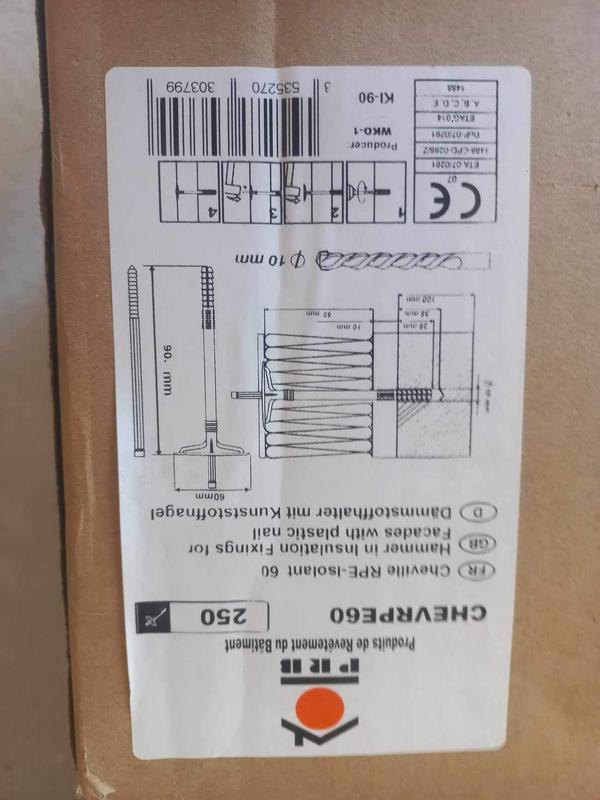 PRB
Produits de Revêtement du Bâtiment
CHEVRPE60
250
FR Cheville RPE-Isolant 60
GB Hammer in Insulation Fixings for
Facades with plastic nail
D Dämmstoffhalter mit Kunststoffnagel
60mm
90. mm
10 mm
25 mm
35 mm
60 mm
100 mm
ϕ 10 mm
CE
07
ETA 07/0291
1488-CPD-0286/Z
DoP-07/0291
ETAG 014
A, B, C, D, E
1488
1
2
3
4
Producer:
WKO-1
KI-90
3 535270 303799